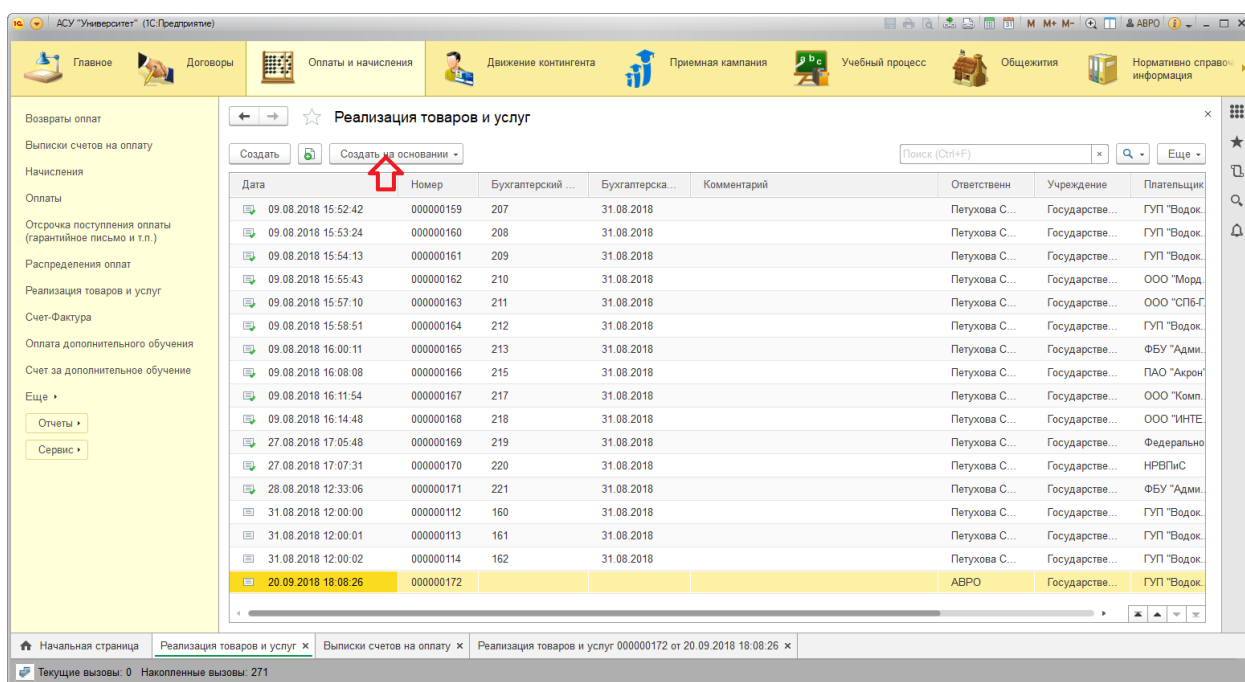 АСУ "Университет" (1С:Предприятие)
M M+ M- АВРО
Главное Договоры Оплаты и начисления Движение контингента Приемная кампания Учебный процесс Общежития Нормативно справоч
информация
Возвраты оплат
Выписки счетов на оплату
Начисления
Оплаты
Отсрочка поступления оплаты
(гарантийное письмо и т.п.)
Распределения оплат
Реализация товаров и услуг
Счет-Фактура
Оплата дополнительного обучения
Счет за дополнительное обучение
Еще
Отчеты
Сервис
Реализация товаров и услуг
Создать Создать на основании Поиск (Ctrl+F) Еще
Дата Номер Бухгалтерский ... Бухгалтерска... Комментарий Ответственн Учреждение Плательщик
09.08.2018 15:52:42 000000159 207 31.08.2018 Петухова С... Государстве... ГУП "Водок..
09.08.2018 15:53:24 000000160 208 31.08.2018 Петухова С... Государстве... ГУП "Водок..
09.08.2018 15:54:13 000000161 209 31.08.2018 Петухова С... Государстве... ГУП "Водок..
09.08.2018 15:55:43 000000162 210 31.08.2018 Петухова С... Государстве... ООО "Морд.
09.08.2018 15:57:10 000000163 211 31.08.2018 Петухова С... Государстве... ООО "СПб-Г.
09.08.2018 15:58:51 000000164 212 31.08.2018 Петухова С... Государстве... ГУП "Водок..
09.08.2018 16:00:11 000000165 213 31.08.2018 Петухова С... Государстве... ФБУ "Адми..
09.08.2018 16:08:08 000000166 215 31.08.2018 Петухова С... Государстве... ПАО "Акрон"
09.08.2018 16:11:54 000000167 217 31.08.2018 Петухова С... Государстве... ООО "Комп..
09.08.2018 16:14:48 000000168 218 31.08.2018 Петухова С... Государстве... ООО "ИНТЕ.
27.08.2018 17:05:48 000000169 219 31.08.2018 Петухова С... Государстве... Федерально
27.08.2018 17:07:31 000000170 220 31.08.2018 Петухова С... Государстве... НРВПиС
28.08.2018 12:33:06 000000171 221 31.08.2018 Петухова С... Государстве... ФБУ "Адми..
31.08.2018 12:00:00 000000112 160 31.08.2018 Петухова С... Государстве... ГУП "Водок..
31.08.2018 12:00:01 000000113 161 31.08.2018 Петухова С... Государстве... ГУП "Водок..
31.08.2018 12:00:02 000000114 162 31.08.2018 Петухова С... Государстве... ГУП "Водок..
20.09.2018 18:08:26 000000172 АВРО Государстве... ГУП "Водок..
Начальная страница Реализация товаров и услуг × Выписки счетов на оплату × Реализация товаров и услуг 000000172 от 20.09.2018 18:08:26 ×
Текущие вызовы: 0 Накопленные вызовы: 271